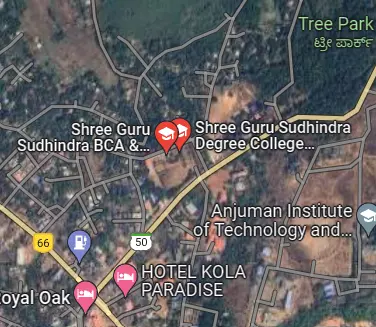 Tree Park
ಟ್ರೀ ಪಾರ್ಕ್
Shree Guru
Sudhindra BCA &...
Shree Guru Sudhindra
Degree College...
Anjuman Institute
of Technology and...
66
50
HOTEL KOLA
PARADISE
oyal Oak